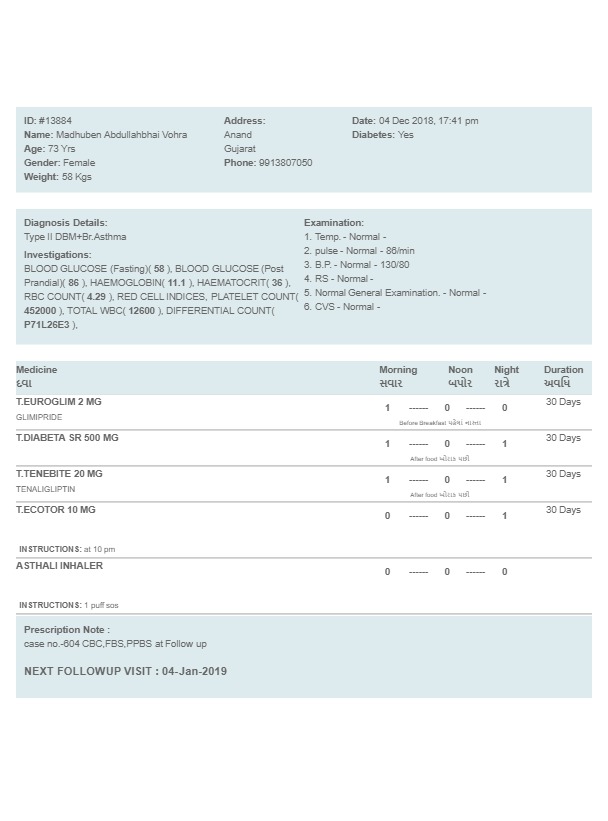 ID: #13884
Name: Madhuben Abdullahbhai Vohra
Age: 73 Yrs
Gender: Female
Weight: 58 Kgs
Address:
Anand
Gujarat
Phone: 9913807050
Date: 04 Dec 2018, 17:41 pm
Diabetes: Yes
Diagnosis Details:
Type II DBM+Br.Asthma
Investigations:
BLOOD GLUCOSE (Fasting)( 58 ), BLOOD GLUCOSE (Post
Prandial)( 86 ), HAEMOGLOBIN( 11.1 ), HAEMATOCRIT( 36 ),
RBC COUNT( 4.29 ), RED CELL INDICES, PLATELET COUNT(
452000 ), TOTAL WBC( 12600 ), DIFFERENTIAL COUNT(
P71L26E3 ),
Examination:
1. Temp. - Normal -
2. pulse - Normal - 86/min
3. B.P. - Normal - 130/80
4. RS - Normal -
5. Normal General Examination. - Normal -
6. CVS - Normal -
Medicine Morning Noon Night Duration
દવા સવાર બપોર રાત્રે અવધિ
T.EUROGLIM 2 MG 1 ------ 0 ------ 0 30 Days
GLIMIPRIDE Before Breakfast પહેલાં નાસ્તા
T.DIABETA SR 500 MG 1 ------ 0 ------ 1 30 Days
After food ખોરાક પછી
T.TENEBITE 20 MG 1 ------ 0 ------ 1 30 Days
TENALIGLIPTIN After food ખોરાક પછી
T.ECOTOR 10 MG 0 ------ 0 ------ 1 30 Days
INSTRUCTIONS: at 10 pm
ASTHALI INHALER 0 ------ 0 ------ 0
INSTRUCTIONS: 1 puff sos
Prescription Note :
case no.-604 CBC,FBS,PPBS at Follow up
NEXT FOLLOWUP VISIT : 04-Jan-2019